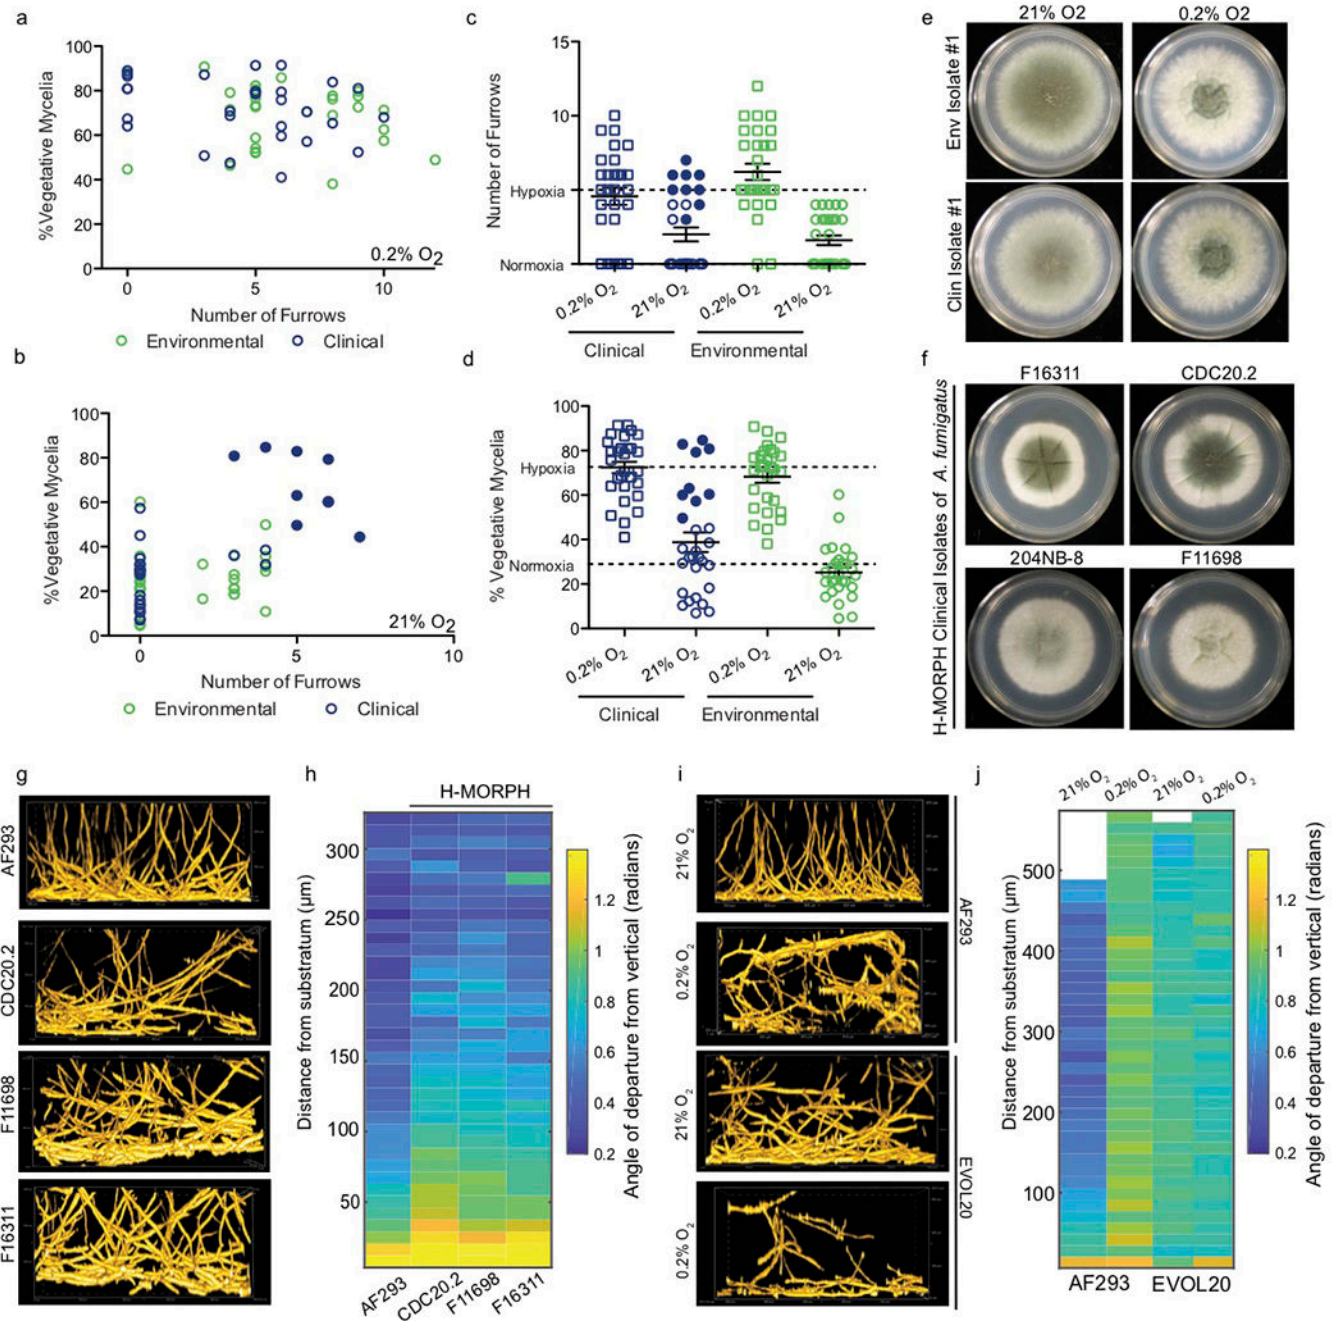 a
100
80
60
40
20
0
%Vegetative Mycelia
0.2% O2
0 5 10
Number of Furrows
Environmental Clinical
b
100
80
60
40
20
0
%Vegetative Mycelia
21% O2
0 5 10
Number of Furrows
Environmental Clinical
c
15
10
Hypoxia
Normoxia
Number of Furrows
0.2% O2 21% O2 0.2% O2 21% O2
Clinical Environmental
d
100
80
Hypoxia
60
40
Normoxia
20
0
% Vegetative Mycelia
0.2% O2 21% O2 0.2% O2 21% O2
Clinical Environmental
e
21% O2 0.2% O2
Env Isolate #1
Clin Isolate #1
f
H-MORPH Clinical Isolates of A. fumigatus
F16311 CDC20.2
204NB-8 F11698
g
AF293
CDC20.2
F11698
F16311
h
H-MORPH
Distance from substratum (µm)
300
250
200
150
100
50
AF293 CDC20.2 F11698 F16311
1.2
1
0.8
0.6
0.4
0.2
Angle of departure from vertical (radians)
i
21% O2
0.2% O2
AF293
21% O2
0.2% O2
EVOL20
j
21% O2 0.2% O2 21% O2 0.2% O2
Distance from substratum (µm)
500
400
300
200
100
AF293 EVOL20
1.2
1
0.8
0.6
0.4
0.2
Angle of departure from vertical (radians)